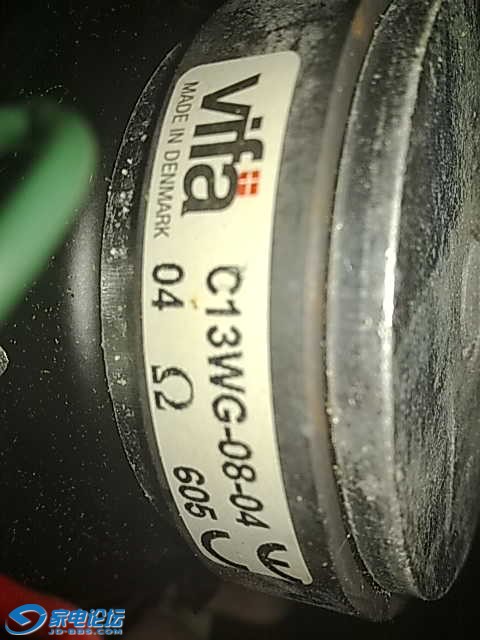 vifa
MADE IN DENMARK
C13WG-08-04
04 Ω 605
家电论坛
JD-BBS.COM